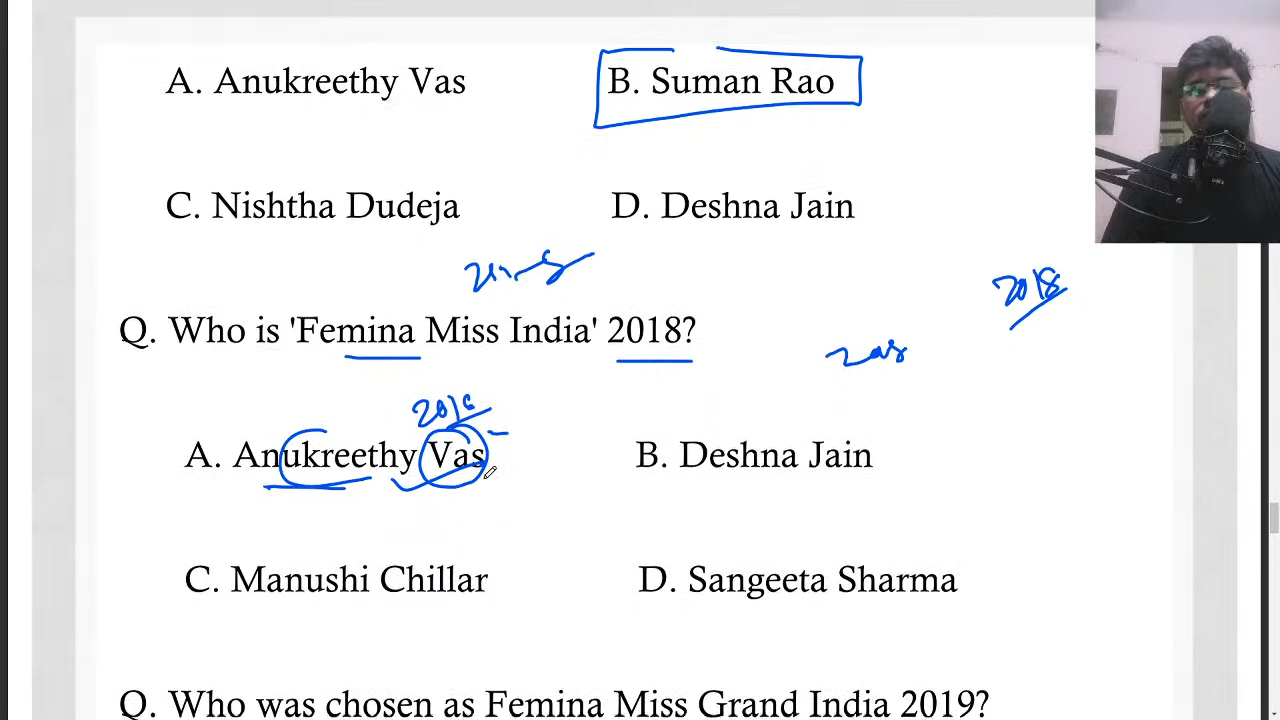 A. Anukreethy Vas B. Suman Rao
C. Nishtha Dudeja D. Deshna Jain
2018
Q. Who is 'Femina Miss India' 2018?
A. Anukreethy Vas B. Deshna Jain
C. Manushi Chillar D. Sangeeta Sharma
Q. Who was chosen as Femina Miss Grand India 2019?